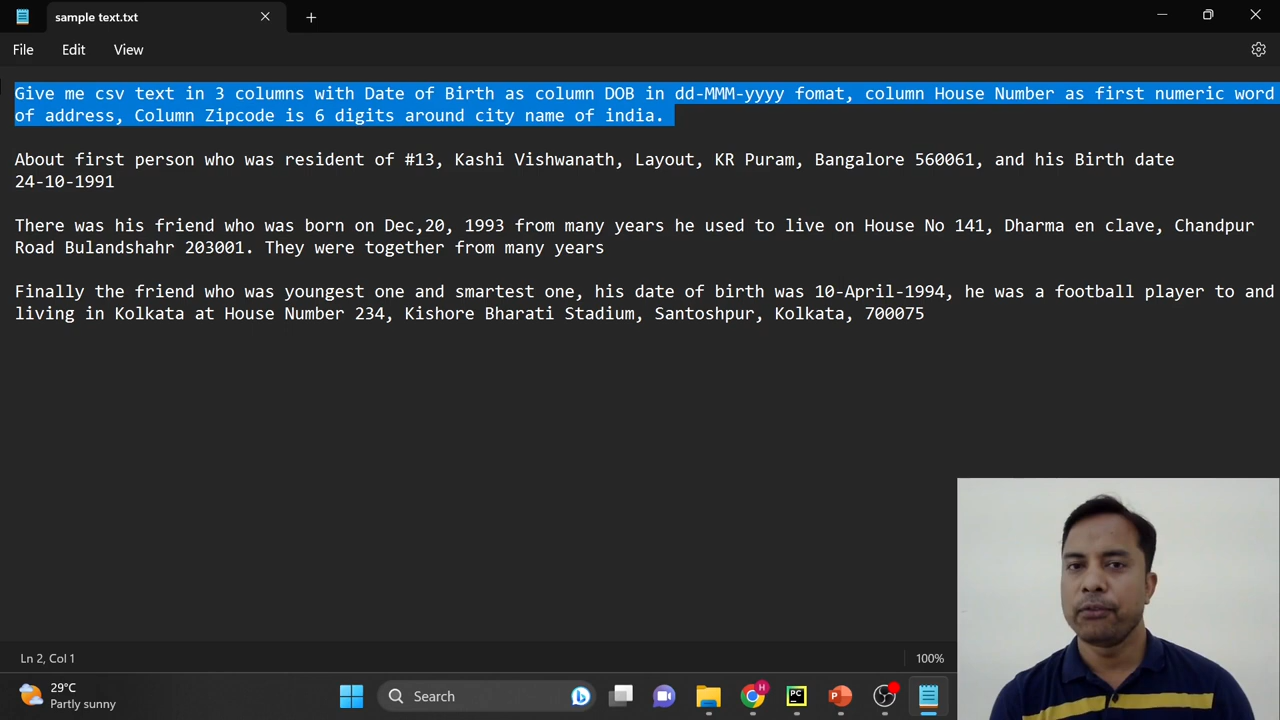 sample text.txt
File Edit View
Give me csv text in 3 columns with Date of Birth as column DOB in dd-MMM-yyyy fomat, column House Number as first numeric word
of address, Column Zipcode is 6 digits around city name of india.
About first person who was resident of #13, Kashi Vishwanath, Layout, KR Puram, Bangalore 560061, and his Birth date
24-10-1991
There was his friend who was born on Dec,20, 1993 from many years he used to live on House No 141, Dharma en clave, Chandpur
Road Bulandshahr 203001. They were together from many years
Finally the friend who was youngest one and smartest one, his date of birth was 10-April-1994, he was a football player to and
living in Kolkata at House Number 234, Kishore Bharati Stadium, Santoshpur, Kolkata, 700075
Ln 2, Col 1
100%
29°C
Partly sunny
Search
H
PC
P